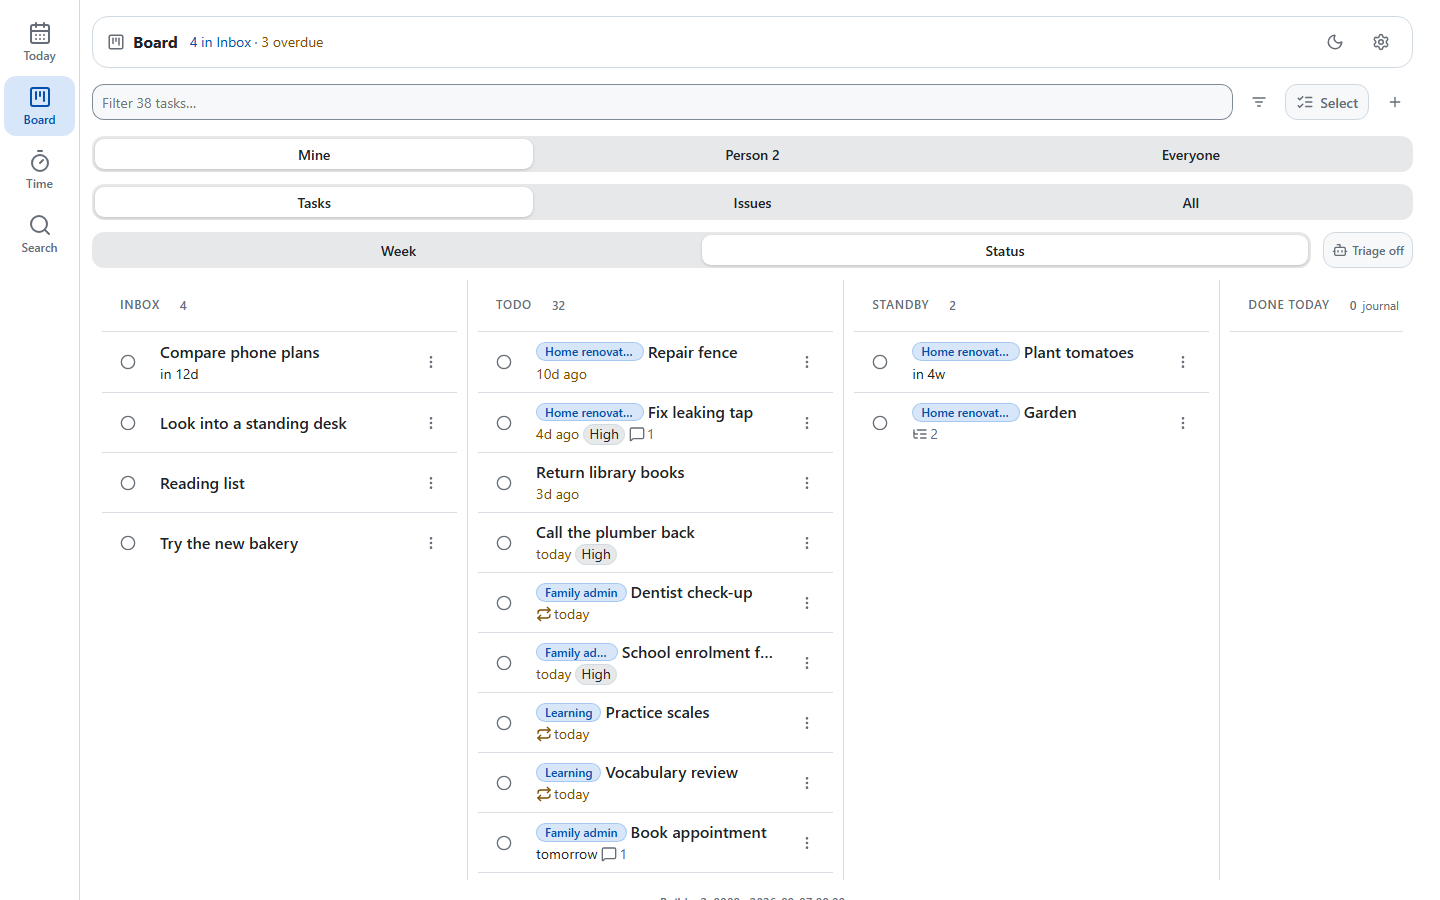 Today
Board
Time
Search
Board 4 in Inbox · 3 overdue
Filter 38 tasks...
Select
Mine Person 2 Everyone
Tasks Issues All
Week Status Triage off
INBOX 4
Compare phone plans
in 12d
Look into a standing desk
Reading list
Try the new bakery
TODO 32
Home renovat... Repair fence
10d ago
Home renovat... Fix leaking tap
4d ago High 1
Return library books
3d ago
Call the plumber back
today High
Family admin Dentist check-up
today
Family ad... School enrolment f...
today High
Learning Practice scales
today
Learning Vocabulary review
today
Family admin Book appointment
tomorrow 1
STANDBY 2
Home renovat... Plant tomatoes
in 4w
Home renovat... Garden
2
DONE TODAY 0 journal